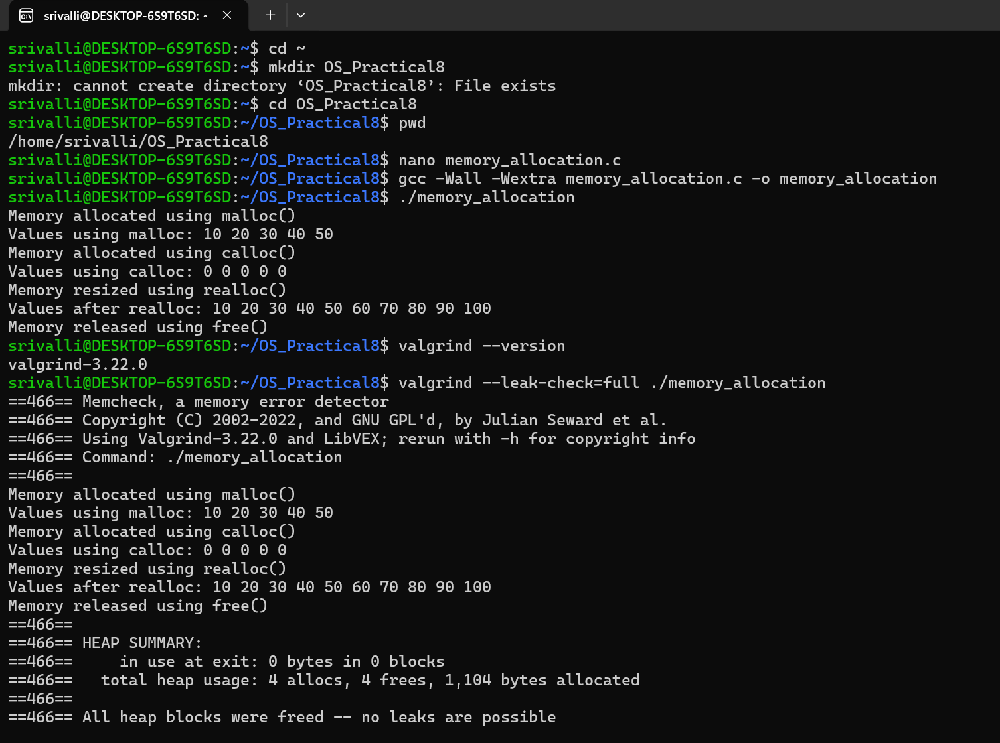 srivalli@DESKTOP-6S9T6SD: ~
srivalli@DESKTOP-6S9T6SD:~$ cd ~
srivalli@DESKTOP-6S9T6SD:~$ mkdir OS_Practical8
mkdir: cannot create directory ‘OS_Practical8’: File exists
srivalli@DESKTOP-6S9T6SD:~$ cd OS_Practical8
srivalli@DESKTOP-6S9T6SD:~/OS_Practical8$ pwd
/home/srivalli/OS_Practical8
srivalli@DESKTOP-6S9T6SD:~/OS_Practical8$ nano memory_allocation.c
srivalli@DESKTOP-6S9T6SD:~/OS_Practical8$ gcc -Wall -Wextra memory_allocation.c -o memory_allocation
srivalli@DESKTOP-6S9T6SD:~/OS_Practical8$ ./memory_allocation
Memory allocated using malloc()
Values using malloc: 10 20 30 40 50
Memory allocated using calloc()
Values using calloc: 0 0 0 0 0
Memory resized using realloc()
Values after realloc: 10 20 30 40 50 60 70 80 90 100
Memory released using free()
srivalli@DESKTOP-6S9T6SD:~/OS_Practical8$ valgrind --version
valgrind-3.22.0
srivalli@DESKTOP-6S9T6SD:~/OS_Practical8$ valgrind --leak-check=full ./memory_allocation
==466== Memcheck, a memory error detector
==466== Copyright (C) 2002-2022, and GNU GPL'd, by Julian Seward et al.
==466== Using Valgrind-3.22.0 and LibVEX; rerun with -h for copyright info
==466== Command: ./memory_allocation
==466==
Memory allocated using malloc()
Values using malloc: 10 20 30 40 50
Memory allocated using calloc()
Values using calloc: 0 0 0 0 0
Memory resized using realloc()
Values after realloc: 10 20 30 40 50 60 70 80 90 100
Memory released using free()
==466==
==466== HEAP SUMMARY:
==466==     in use at exit: 0 bytes in 0 blocks
==466==   total heap usage: 4 allocs, 4 frees, 1,104 bytes allocated
==466==
==466== All heap blocks were freed -- no leaks are possible